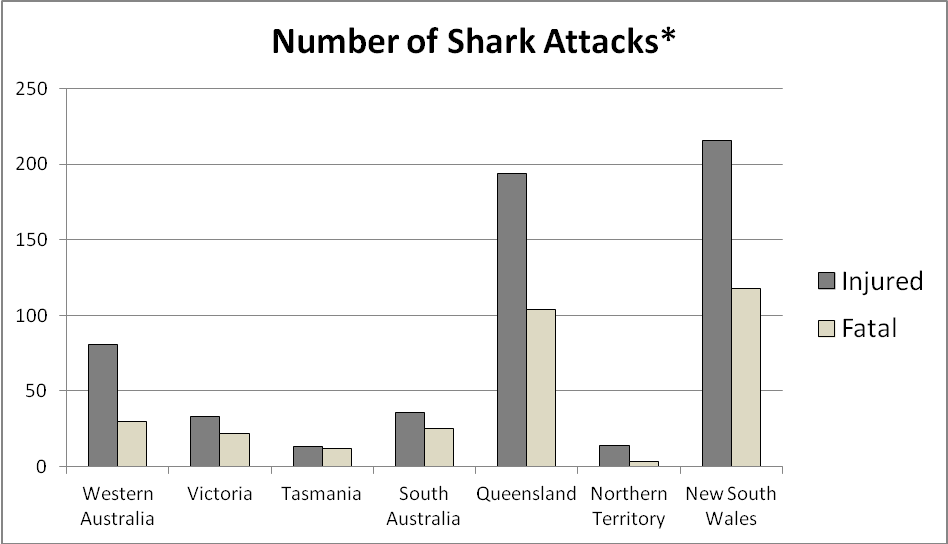 Number of Shark Attacks*
250
200
150
100
50
0
Western
Australia
Victoria
Tasmania
South
Australia
Queensland
Northern
Territory
New South
Wales
Injured
Fatal